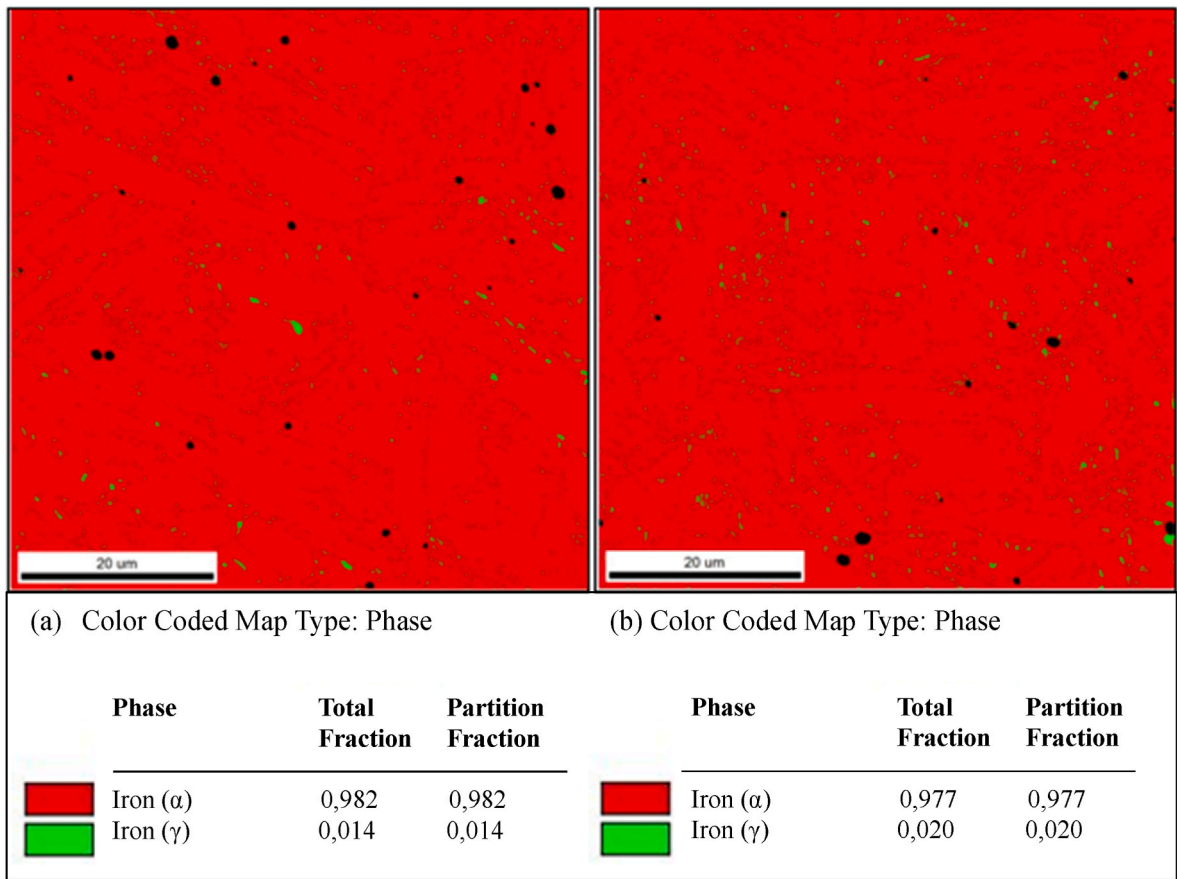 20 um
20 um
(a) Color Coded Map Type: Phase
(b) Color Coded Map Type: Phase
Phase Total Fraction Partition Fraction
Iron (α) 0,982 0,982
Iron (γ) 0,014 0,014
Phase Total Fraction Partition Fraction
Iron (α) 0,977 0,977
Iron (γ) 0,020 0,020